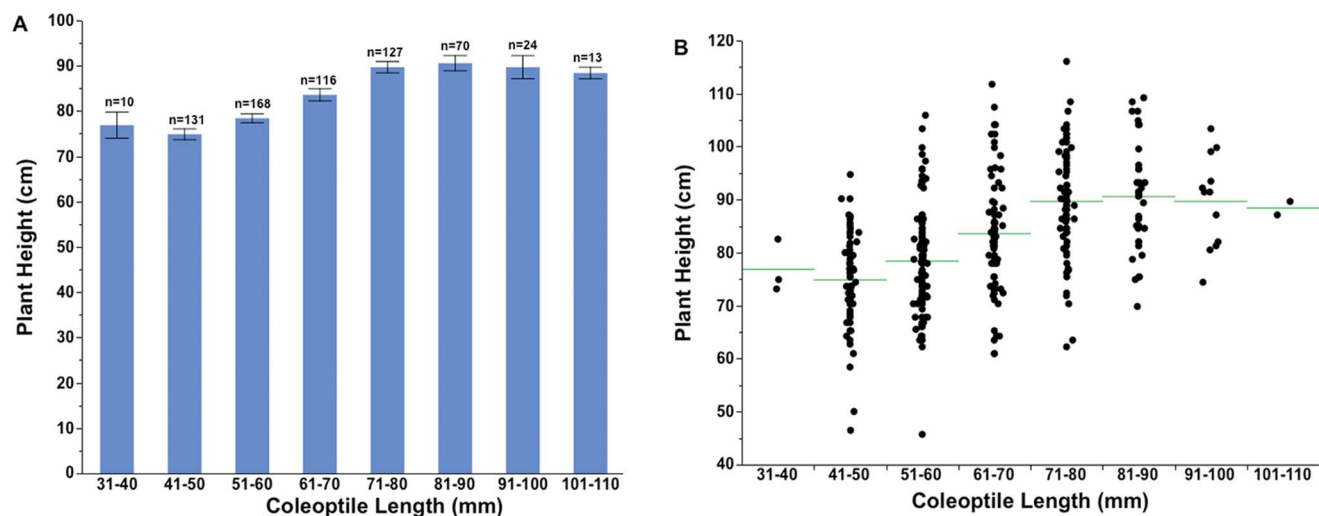 A
100
90
80
70
60
50
40
30
20
10
0
Plant Height (cm)
n=10
n=131
n=168
n=116
n=127
n=70
n=24
n=13
31-40 41-50 51-60 61-70 71-80 81-90 91-100 101-110
Coleoptile Length (mm)
B
120
110
100
90
80
70
60
50
40
Plant Height (cm)
31-40 41-50 51-60 61-70 71-80 81-90 91-100 101-110
Coleoptile Length (mm)